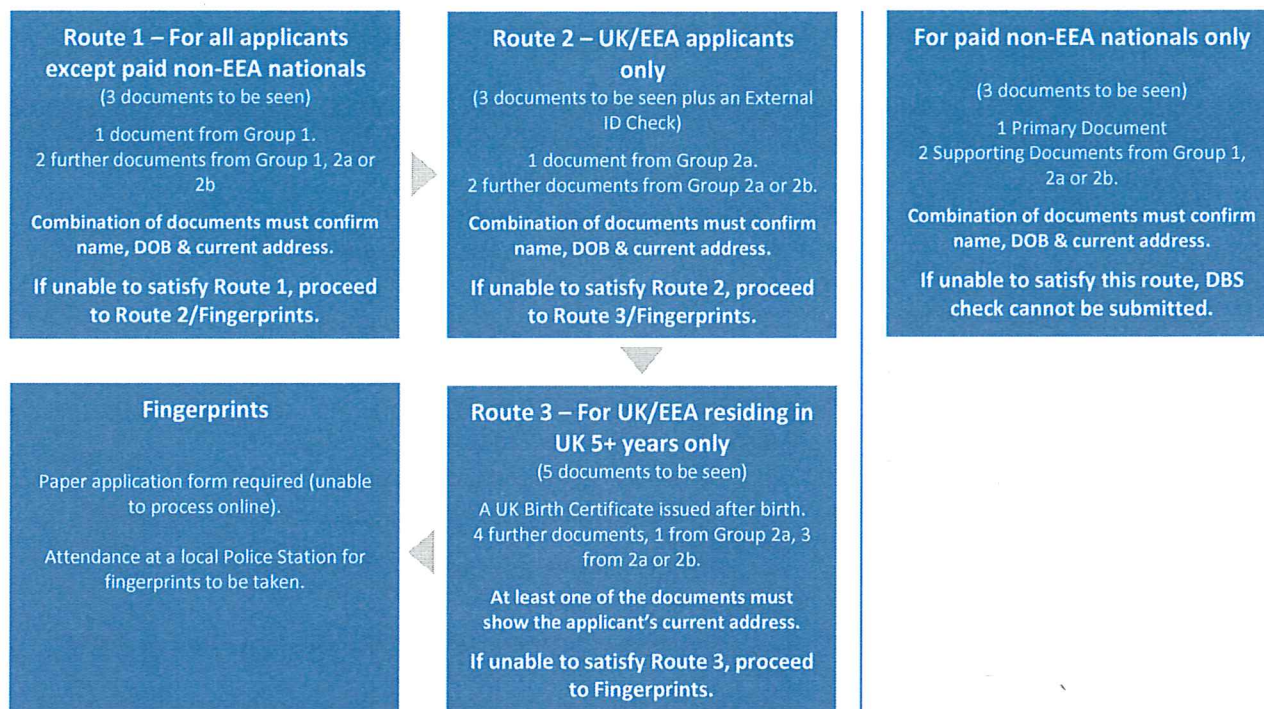 Route 1 – For all applicants
except paid non-EEA nationals
(3 documents to be seen)
1 document from Group 1.
2 further documents from Group 1, 2a or
2b
Combination of documents must confirm
name, DOB & current address.
If unable to satisfy Route 1, proceed
to Route 2/Fingerprints.
Route 2 – UK/EEA applicants
only
(3 documents to be seen plus an External
ID Check)
1 document from Group 2a.
2 further documents from Group 2a or 2b.
Combination of documents must confirm
name, DOB & current address.
If unable to satisfy Route 2, proceed
to Route 3/Fingerprints.
For paid non-EEA nationals only
(3 documents to be seen)
1 Primary Document
2 Supporting Documents from Group 1,
2a or 2b.
Combination of documents must confirm
name, DOB & current address.
If unable to satisfy this route, DBS
check cannot be submitted.
Route 3 – For UK/EEA residing in
UK 5+ years only
(5 documents to be seen)
A UK Birth Certificate issued after birth.
4 further documents, 1 from Group 2a, 3
from 2a or 2b.
At least one of the documents must
show the applicant's current address.
If unable to satisfy Route 3, proceed
to Fingerprints.
Fingerprints
Paper application form required (unable
to process online).
Attendance at a local Police Station for
fingerprints to be taken.